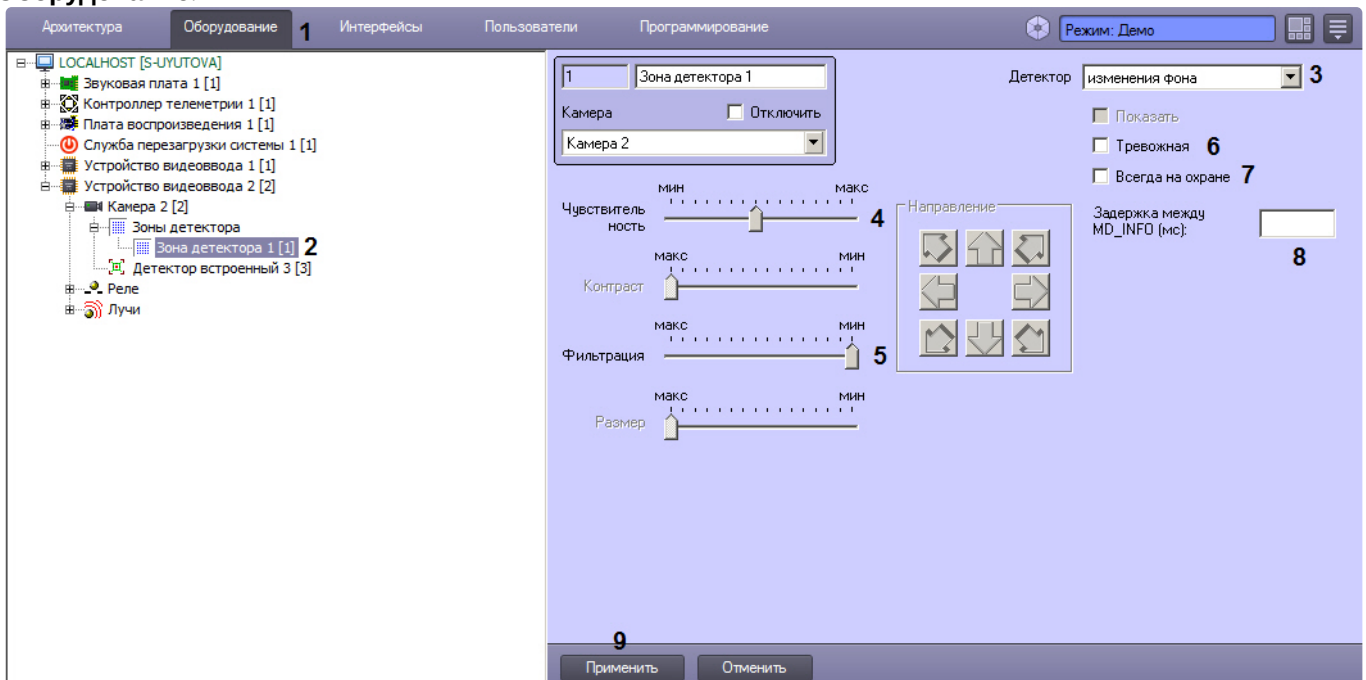 Архитектура Оборудование 1 Интерфейсы Пользователи Программирование Режим: Демо
LOCALHOST [S-UYUTOVA]
Звуковая плата 1 [1]
Контроллер телеметрии 1 [1]
Плата воспроизведения 1 [1]
Служба перезагрузки системы 1 [1]
Устройство видеоввода 1 [1]
Устройство видеоввода 2 [2]
Камера 2 [2]
Зоны детектора
Зона детектора 1 [1] 2
Детектор встроенный 3 [3]
Реле
Лучи
1 Зона детектора 1
Камера Отключить
Камера 2
мин макс
Чувствитель
ность 4
макс мин
Контраст
макс мин
Фильтрация 5
макс мин
Размер
Направление
Детектор изменения фона 3
Показать
Тревожная 6
Всегда на охране 7
Задержка между
MD_INFO (мс):
8
9
Применить Отменить